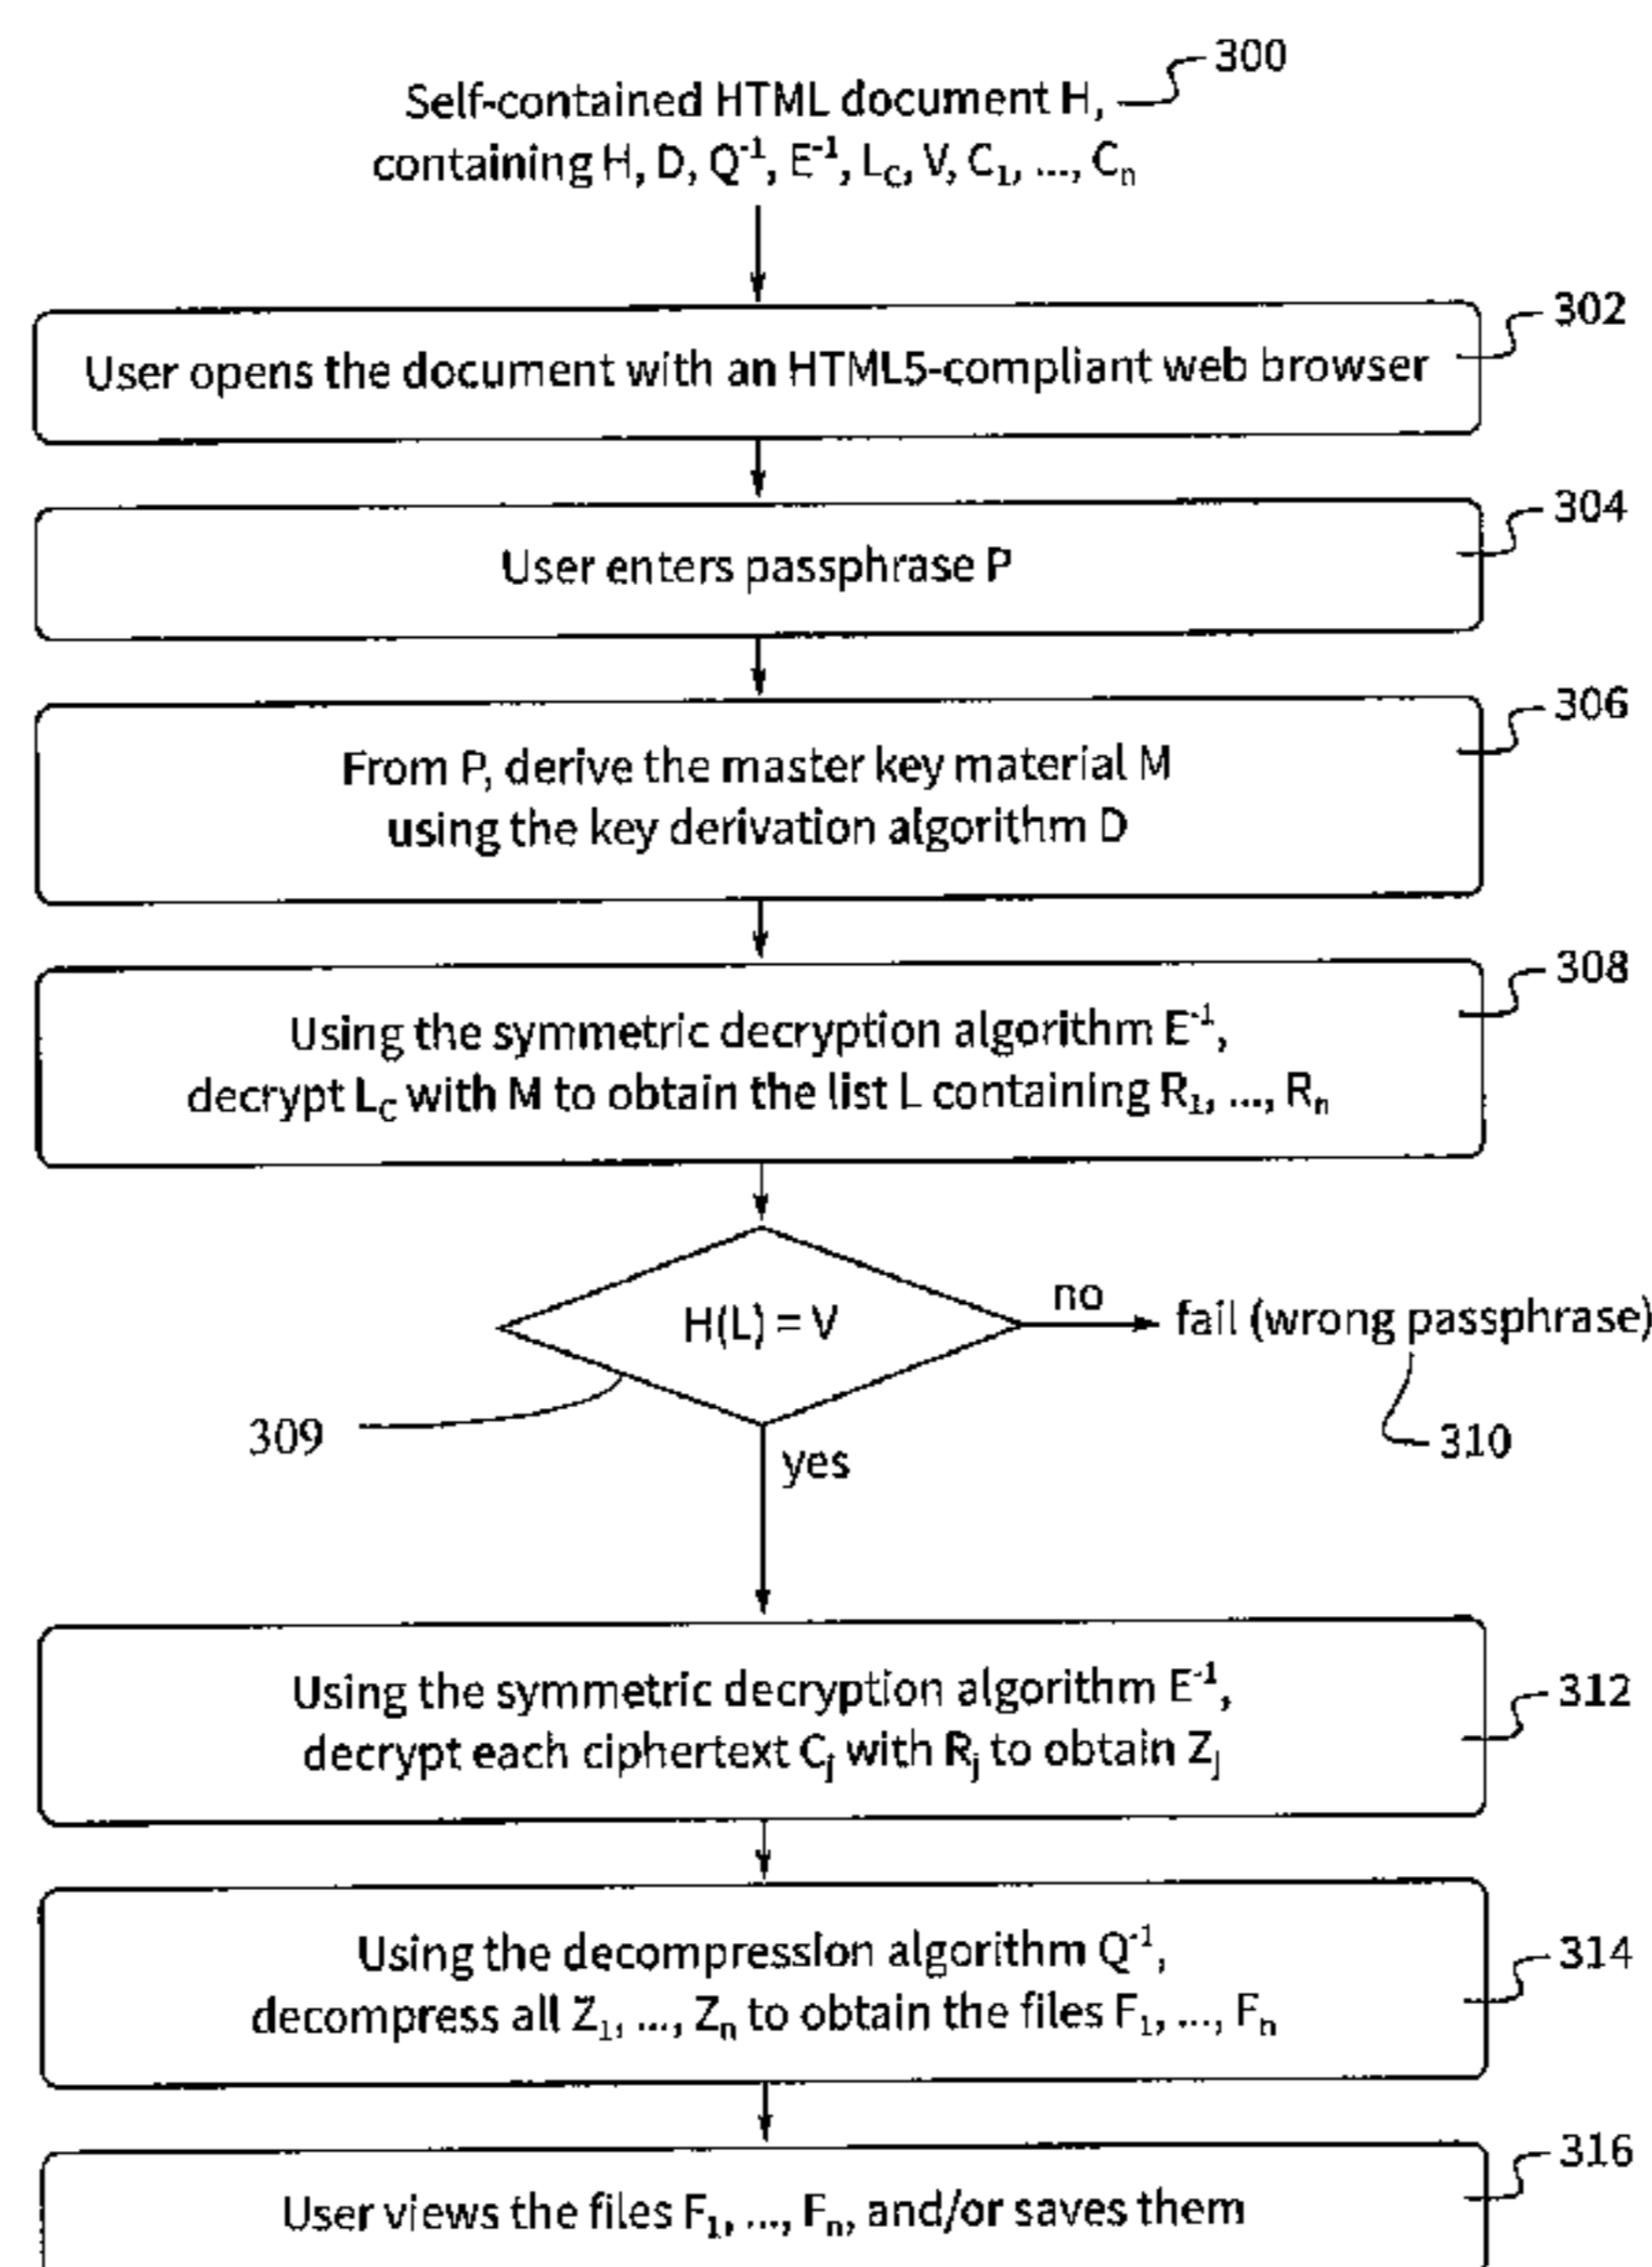 300
Self-contained HTML document H,
containing H, D, Q⁻¹, E⁻¹, L_C, V, C₁, ..., Cₙ
302
User opens the document with an HTML5-compliant web browser
304
User enters passphrase P
306
From P, derive the master key material M
using the key derivation algorithm D
308
Using the symmetric decryption algorithm E⁻¹,
decrypt L_C with M to obtain the list L containing R₁, ..., Rₙ
H(L) = V
no
fail (wrong passphrase)
309
310
yes
312
Using the symmetric decryption algorithm E⁻¹,
decrypt each ciphertext Cⱼ with Rⱼ to obtain Zⱼ
314
Using the decompression algorithm Q⁻¹,
decompress all Z₁, ..., Zₙ to obtain the files F₁, ..., Fₙ
316
User views the files F₁, ..., Fₙ, and/or saves them